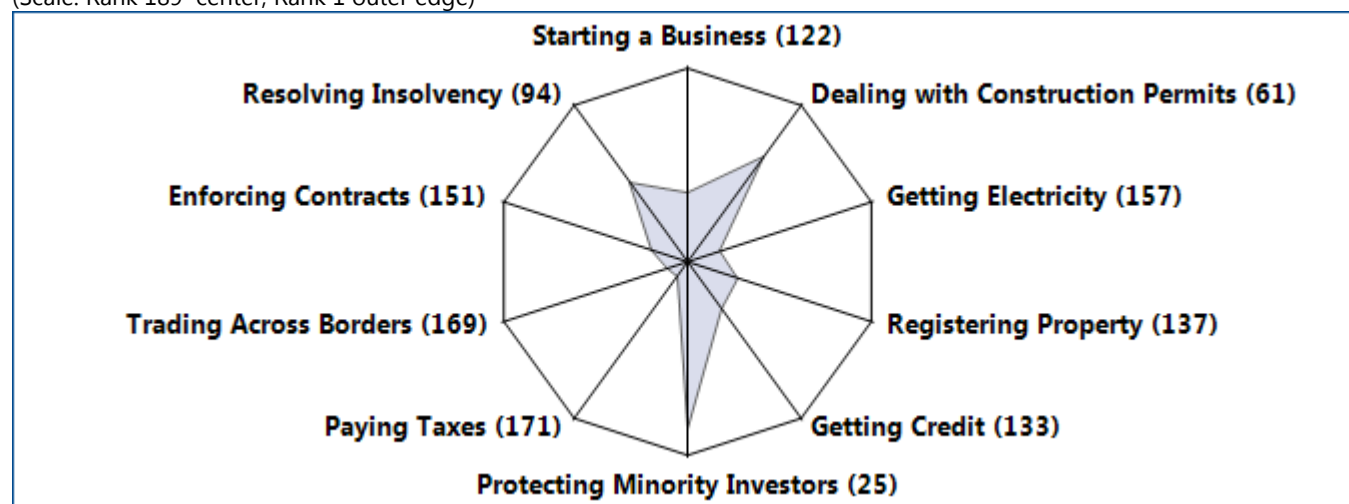 (Scale: Rank 189 center, Rank 1 outer edge)
Starting a Business (122)
Resolving Insolvency (94)
Dealing with Construction Permits (61)
Enforcing Contracts (151)
Getting Electricity (157)
Trading Across Borders (169)
Registering Property (137)
Paying Taxes (171)
Getting Credit (133)
Protecting Minority Investors (25)